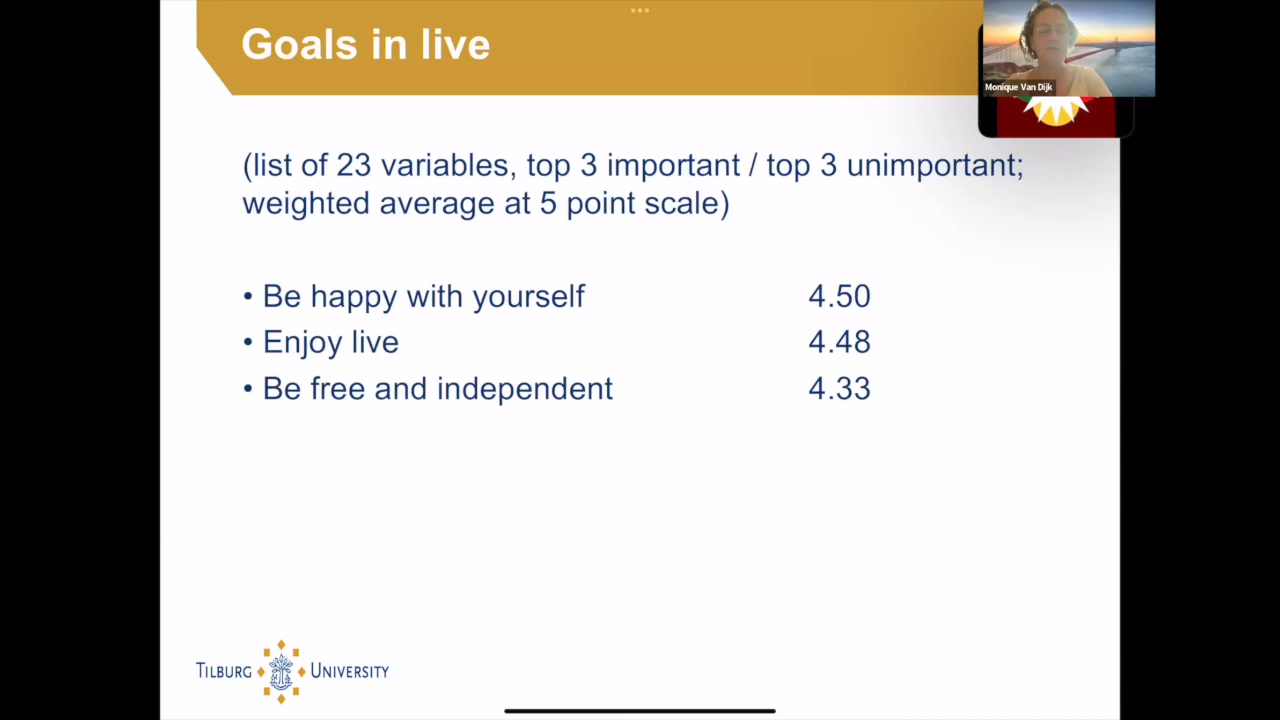 Goals in live
Monique Van Dijk
(list of 23 variables, top 3 important / top 3 unimportant;
weighted average at 5 point scale)
• Be happy with yourself 4.50
• Enjoy live 4.48
• Be free and independent 4.33
TILBURG UNIVERSITY